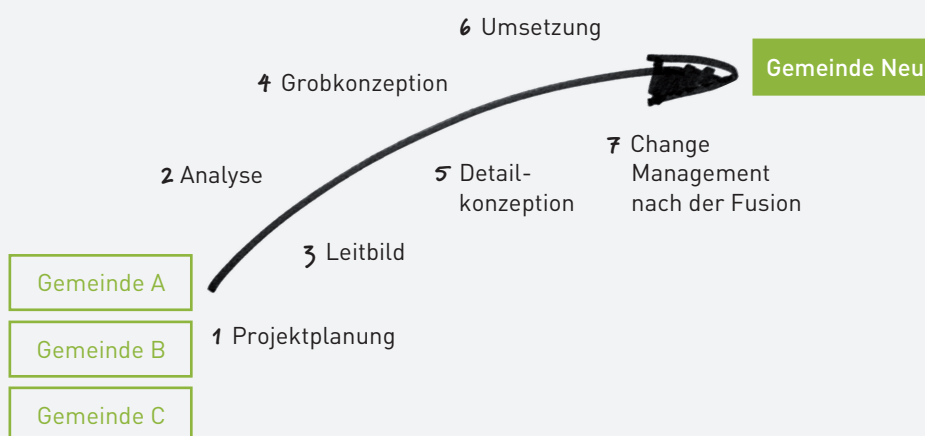 6 Umsetzung
Gemeinde Neu
4 Grobkonzeption
7 Change
Management
nach der Fusion
2 Analyse
5 Detail-
konzeption
3 Leitbild
Gemeinde A
1 Projektplanung
Gemeinde B
Gemeinde C